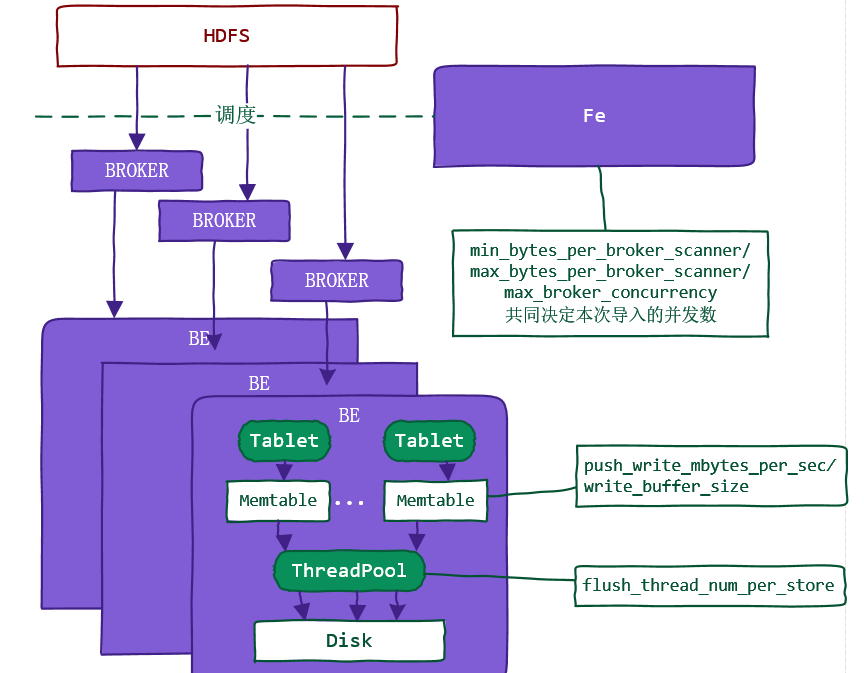 HDFS
调度
Fe
BROKER
BROKER
BROKER
min_bytes_per_broker_scanner/
max_bytes_per_broker_scanner/
max_broker_concurrency
共同决定本次导入的并发数
BE
BE
BE
Tablet
Tablet
Memtable
...
Memtable
push_write_mbytes_per_sec/
write_buffer_size
ThreadPool
flush_thread_num_per_store
Disk